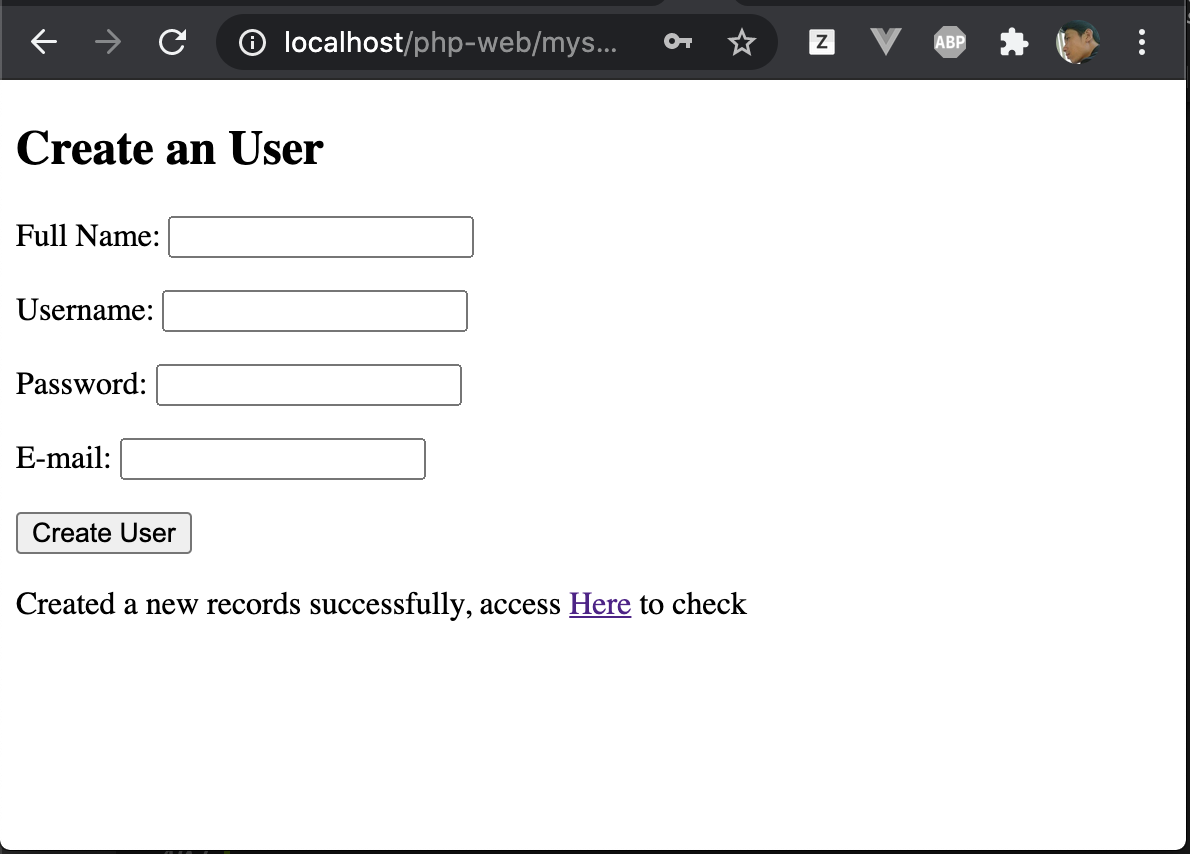 localhost/php-web/mys...
Z
ABP
Create an User
Full Name:
Username:
Password:
E-mail:
Create User
Created a new records successfully, access Here to check